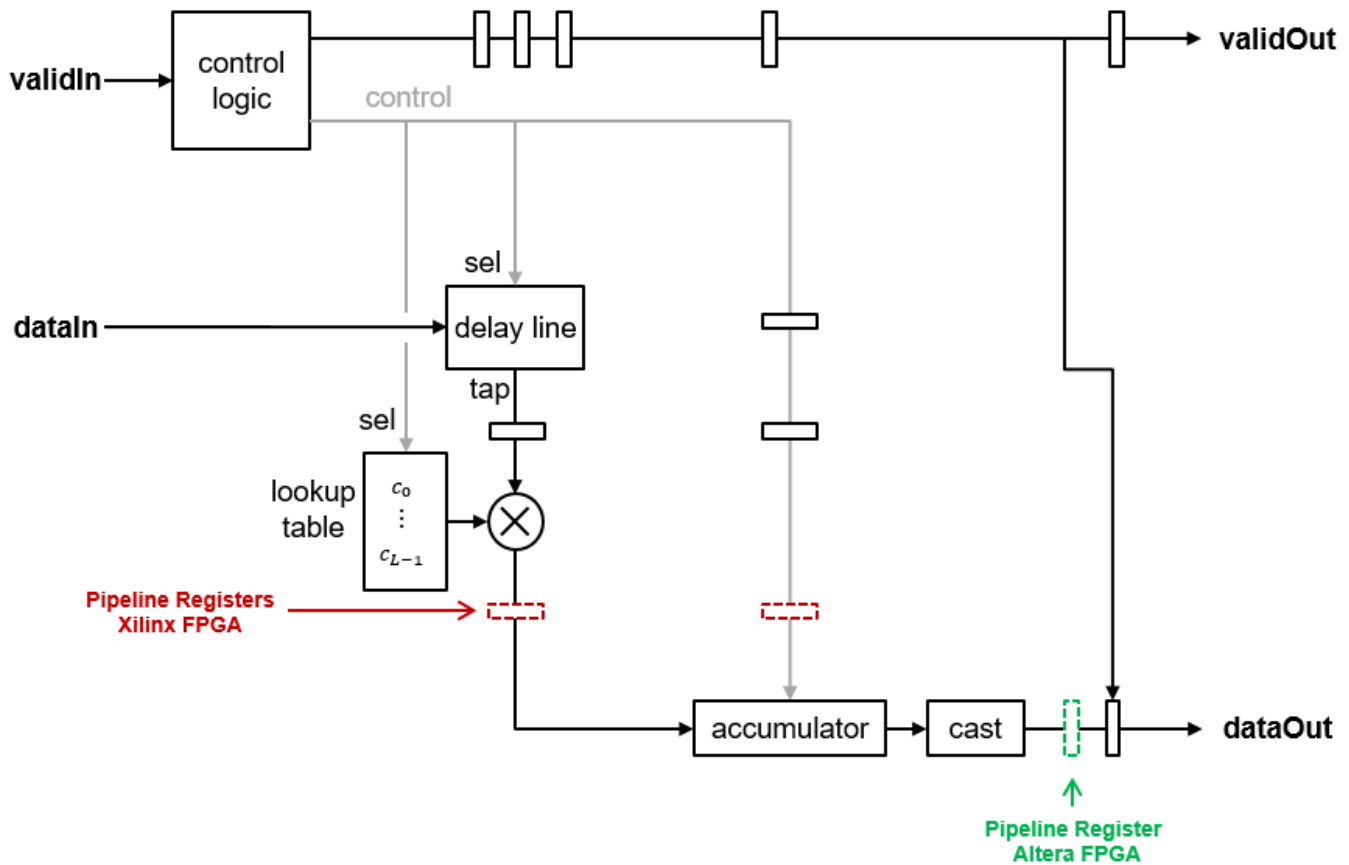 validIn
control
logic
validOut
control
sel
dataIn
delay line
tap
sel
lookup
table
c₀
⋮
c_{L−1}
Pipeline Registers
Xilinx FPGA
accumulator
cast
dataOut
Pipeline Register
Altera FPGA